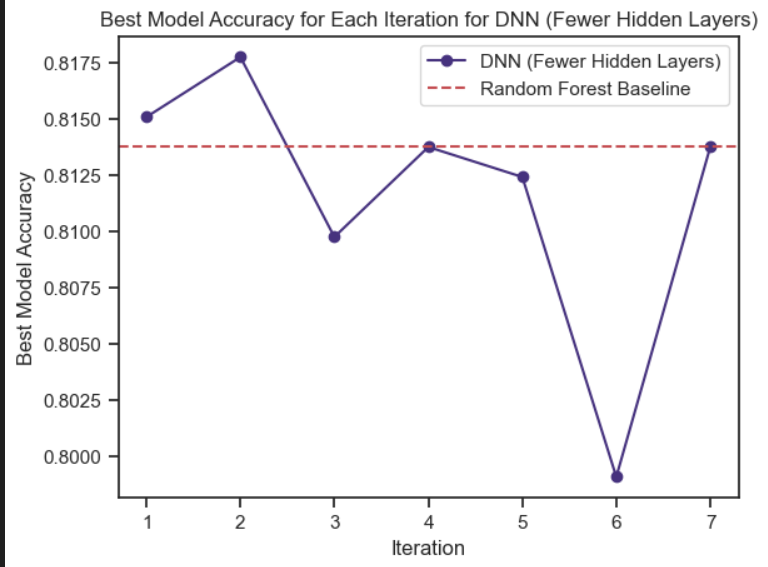 Best Model Accuracy for Each Iteration for DNN (Fewer Hidden Layers)
DNN (Fewer Hidden Layers)
Random Forest Baseline
Best Model Accuracy
0.8175
0.8150
0.8125
0.8100
0.8075
0.8050
0.8025
0.8000
1 2 3 4 5 6 7
Iteration